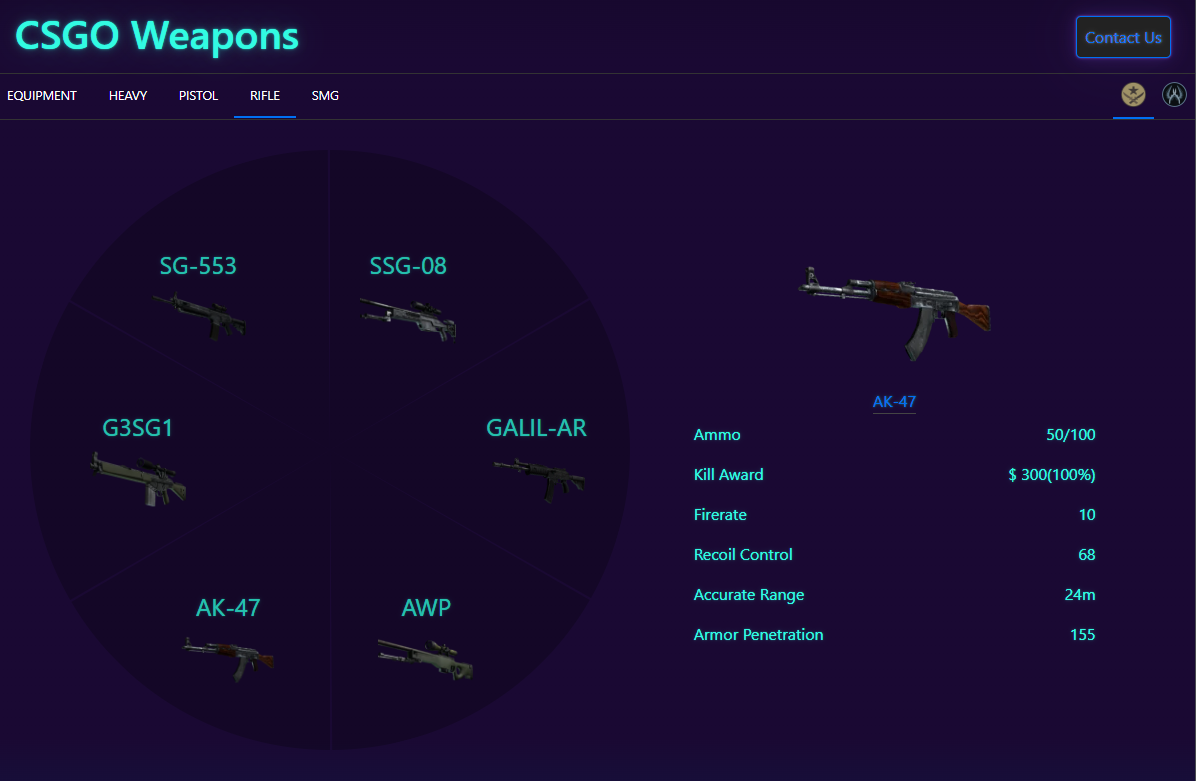 CSGO Weapons
Contact Us
EQUIPMENT HEAVY PISTOL RIFLE SMG
SG-553 SSG-08
G3SG1 GALIL-AR
AK-47 AWP
AK-47
Ammo 50/100
Kill Award $ 300(100%)
Firerate 10
Recoil Control 68
Accurate Range 24m
Armor Penetration 155